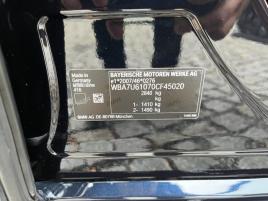 Made in Germany
BAYERISCHE MOTOREN WERKE AG
e1*2007/46*0276
WBA7U61070CF45020
2840 kg
kg
1- 1410 kg
2- 1490 kg
BMW AG DE-80788 München